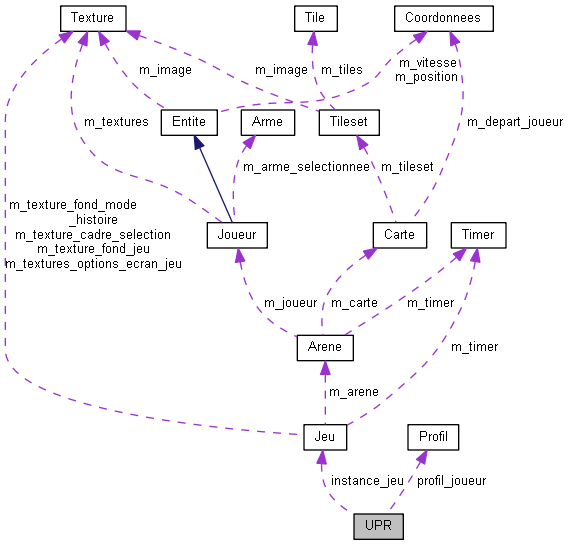 Texture
Tile
Coordonnees
m_image
m_image
m_tiles
m_vitesse
m_position
m_textures
Entite
Arme
Tileset
m_depart_joueur
m_arme_selectionnee
m_tileset
m_texture_fond_mode
_histoire
m_texture_cadre_selection
m_texture_fond_jeu
m_textures_options_ecran_jeu
Joueur
Carte
Timer
m_joueur
m_carte
m_timer
Arene
m_timer
m_arene
Jeu
Profil
instance_jeu
profil_joueur
UPR